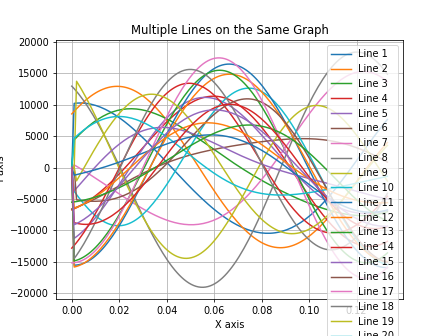 Multiple Lines on the Same Graph
20000
15000
10000
5000
0
−5000
−10000
−15000
−20000
0.00
0.02
0.04
0.06
0.08
0.10
X axis
axis
Line 1
Line 2
Line 3
Line 4
Line 5
Line 6
Line 7
Line 8
Line 9
Line 10
Line 11
Line 12
Line 13
Line 14
Line 15
Line 16
Line 17
Line 18
Line 19
Line 20